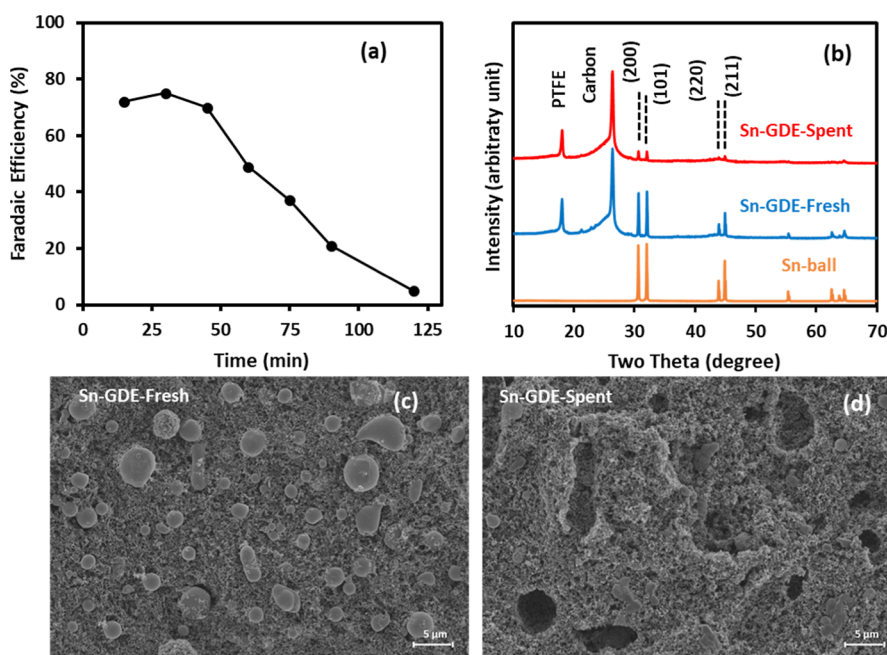 (a)
100
80
60
40
20
0
Faradaic Efficiency (%)
0
25
50
75
100
125
Time (min)
(b)
PTFE
Carbon
(200)
(101)
(220)
(211)
Sn-GDE-Spent
Sn-GDE-Fresh
Sn-ball
Intensity (arbitraty unit)
10
20
30
40
50
60
70
Two Theta (degree)
Sn-GDE-Fresh
(c)
5 μm
Sn-GDE-Spent
(d)
5 μm